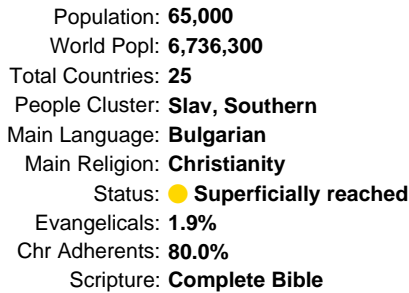 Population: 65,000
World Popl: 6,736,300
Total Countries: 25
People Cluster: Slav, Southern
Main Language: Bulgarian
Main Religion: Christianity
Status: Superficially reached
Evangelicals: 1.9%
Chr Adherents: 80.0%
Scripture: Complete Bible